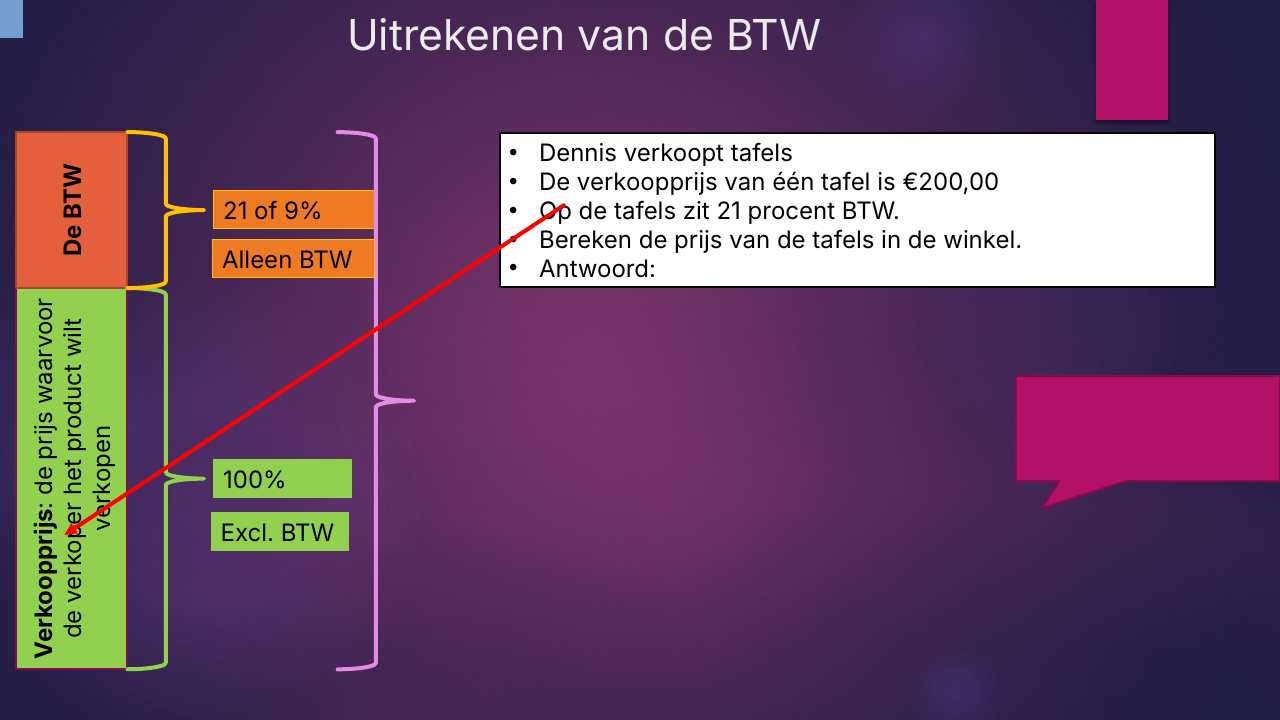 Uitrekenen van de BTW
De BTW
21 of 9%
Alleen BTW
Verkoopprijs: de prijs waarvoor
de verkoper het product wilt
verkopen
100%
Excl. BTW
• Dennis verkoopt tafels
• De verkoopprijs van één tafel is €200,00
• Op de tafels zit 21 procent BTW.
• Bereken de prijs van de tafels in de winkel.
• Antwoord: